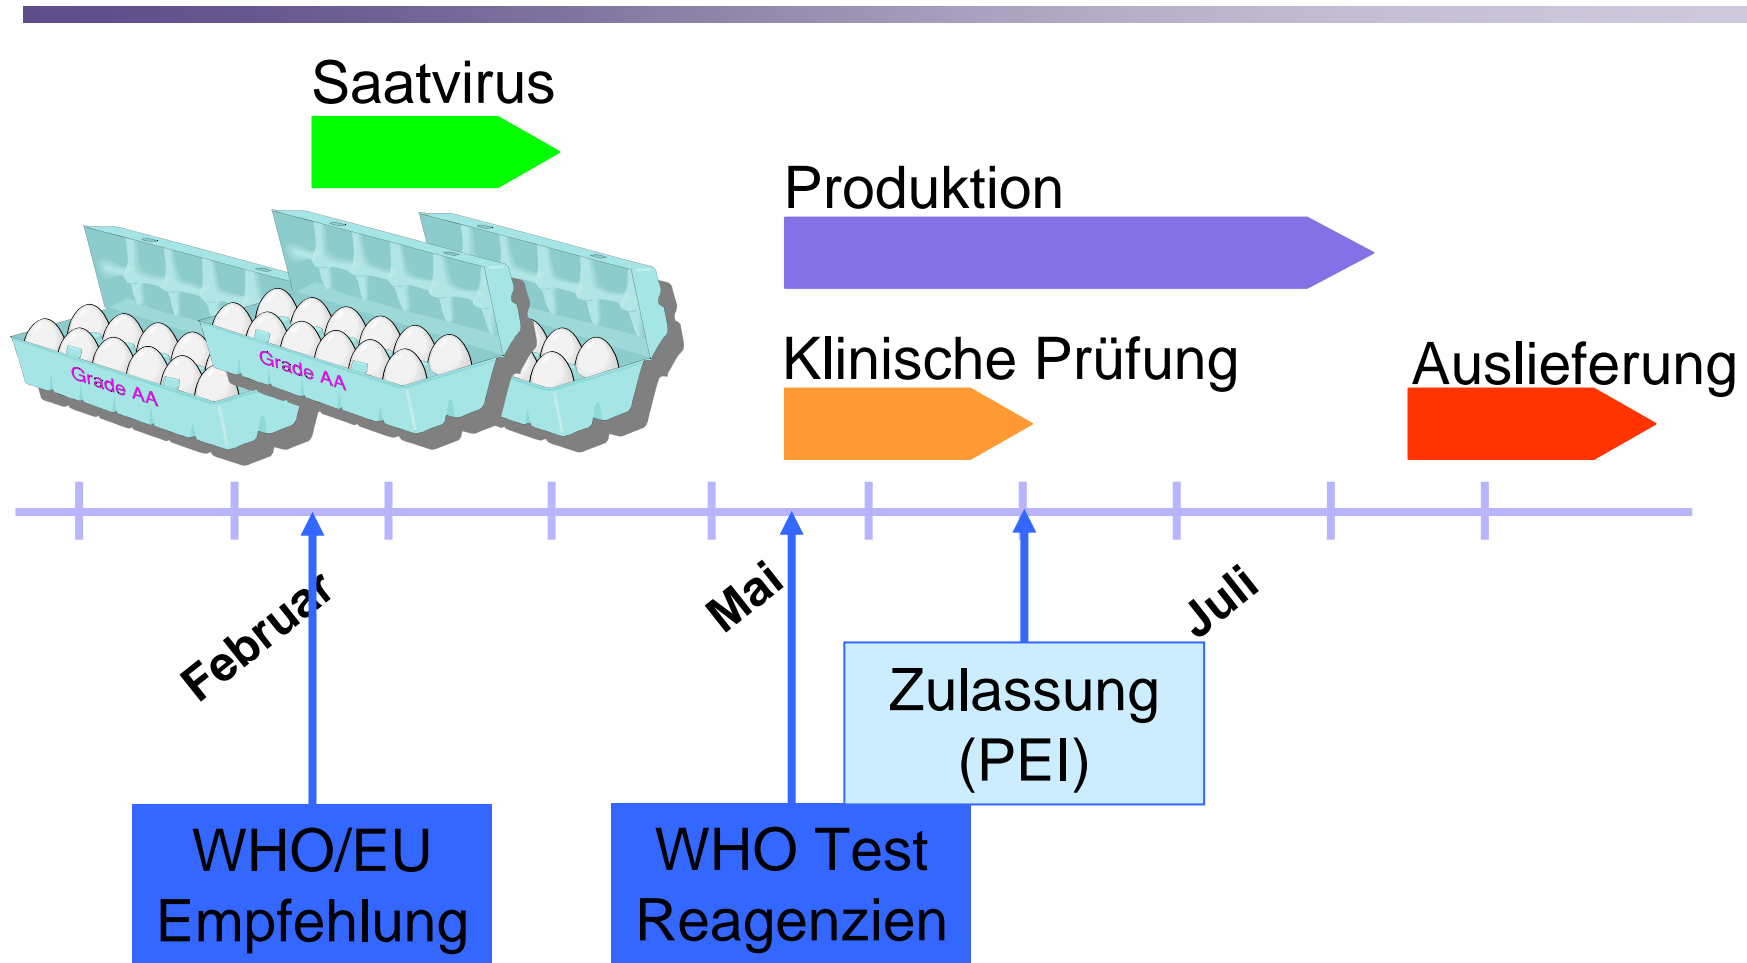 Saatvirus
Produktion
Klinische Prüfung
Auslieferung
Grade AA
Grade AA
Februar
Mai
Juli
Zulassung
(PEI)
WHO/EU
Empfehlung
WHO Test
Reagenzien